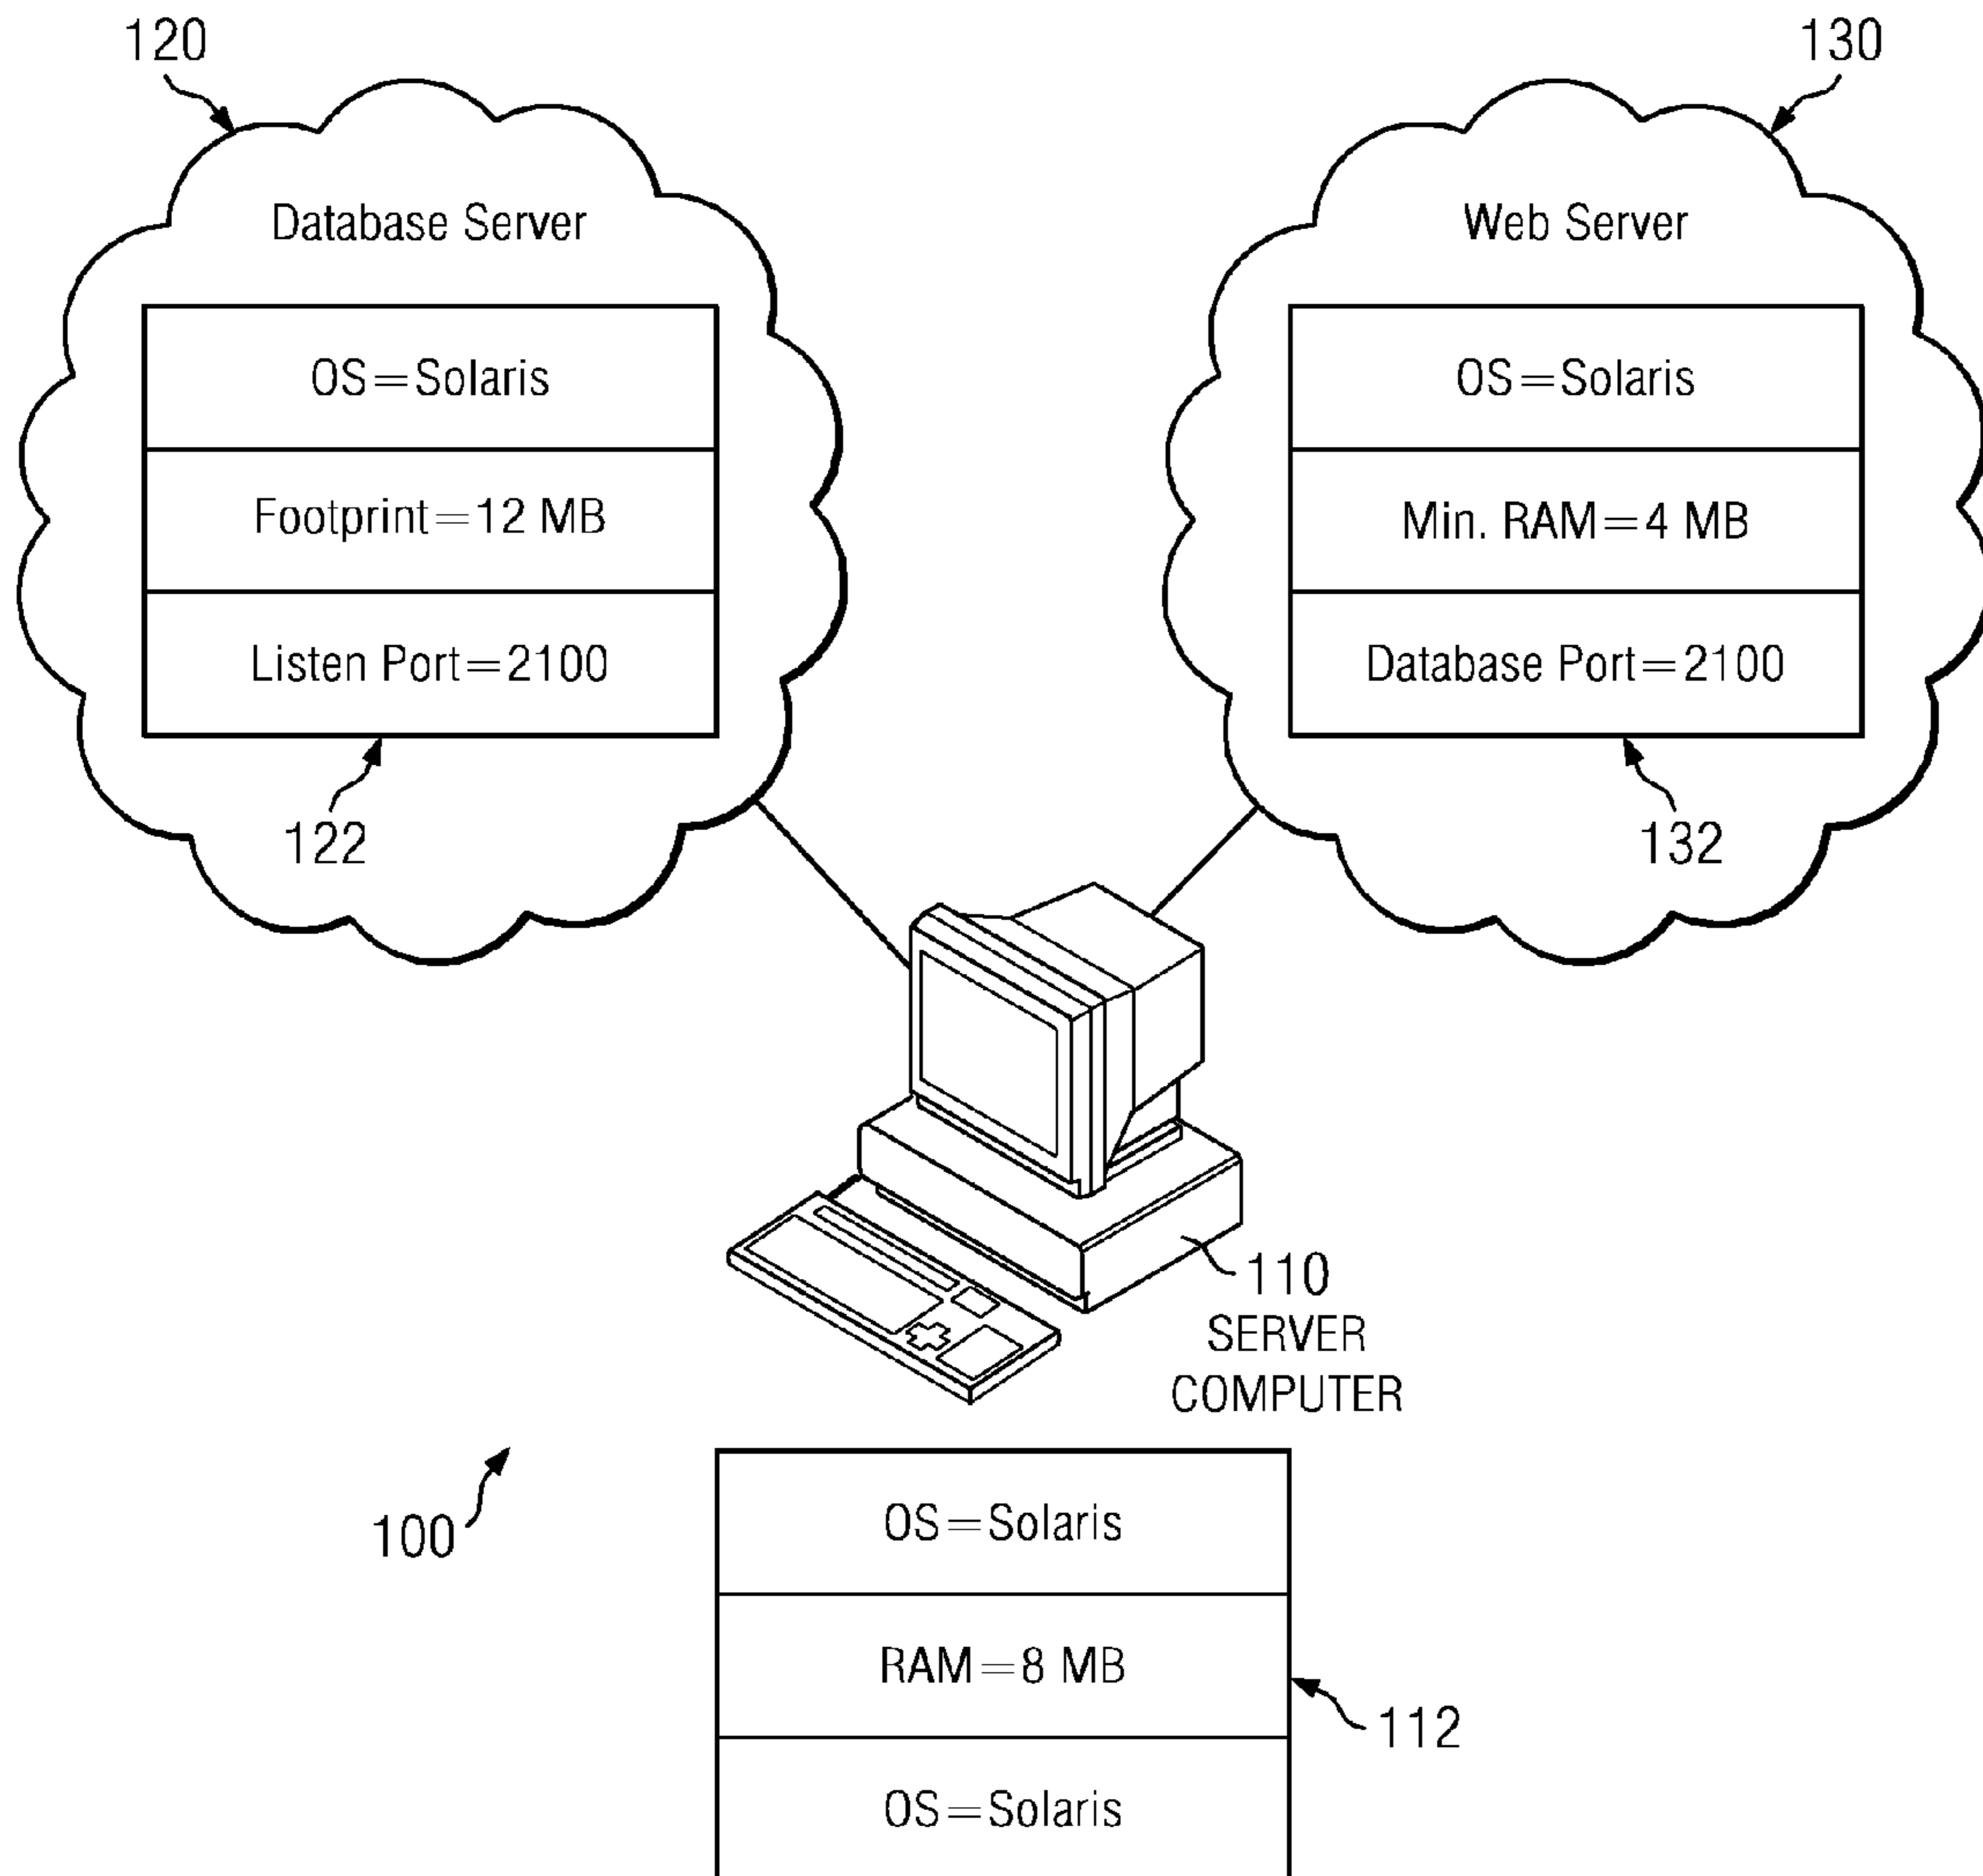 120
130
Database Server
OS=Solaris
Footprint=12 MB
Listen Port=2100
122
Web Server
OS=Solaris
Min. RAM=4 MB
Database Port=2100
132
110
SERVER
COMPUTER
100
OS=Solaris
RAM=8 MB
OS=Solaris
112